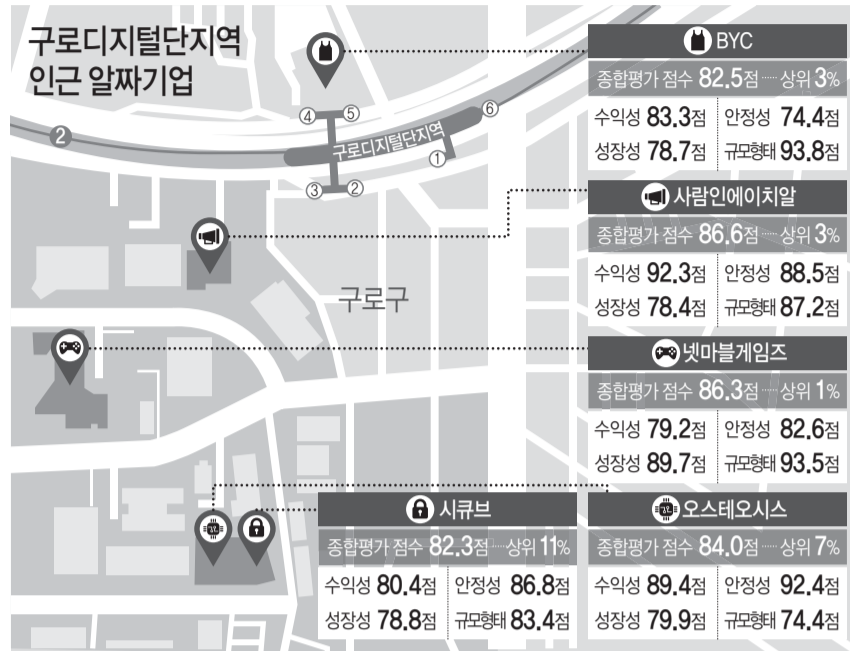 구로디지털단지역
인근 알짜기업
2
④
⑤
⑥
구로디지털단지역
①
③
②
구로구
BYC
종합평가 점수 82.5점 ····· 상위 3%
수익성 83.3점 안정성 74.4점
성장성 78.7점 규모형태 93.8점
사람인에이치알
종합평가 점수 86.6점 ····· 상위 3%
수익성 92.3점 안정성 88.5점
성장성 78.4점 규모형태 87.2점
넷마블게임즈
종합평가 점수 86.3점 ····· 상위 1%
수익성 79.2점 안정성 82.6점
성장성 89.7점 규모형태 93.5점
시큐브
종합평가 점수 82.3점 ····· 상위 11%
수익성 80.4점 안정성 86.8점
성장성 78.8점 규모형태 83.4점
오스테오시스
종합평가 점수 84.0점 ····· 상위 7%
수익성 89.4점 안정성 92.4점
성장성 79.9점 규모형태 74.4점